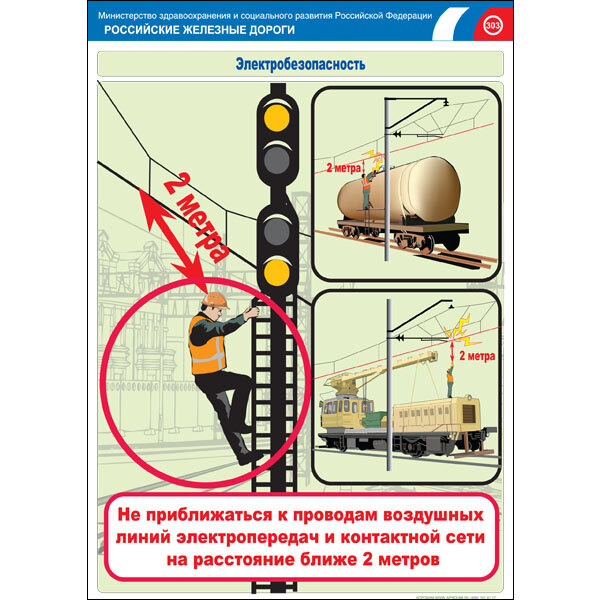 Министерство здравоохранения и социального развития Российской Федерации
РОССИЙСКИЕ ЖЕЛЕЗНЫЕ ДОРОГИ
303
Электробезопасность
2 метра
2 метра
2 метра
Не приближаться к проводам воздушных
линий электропередач и контактной сети
на расстояние ближе 2 метров